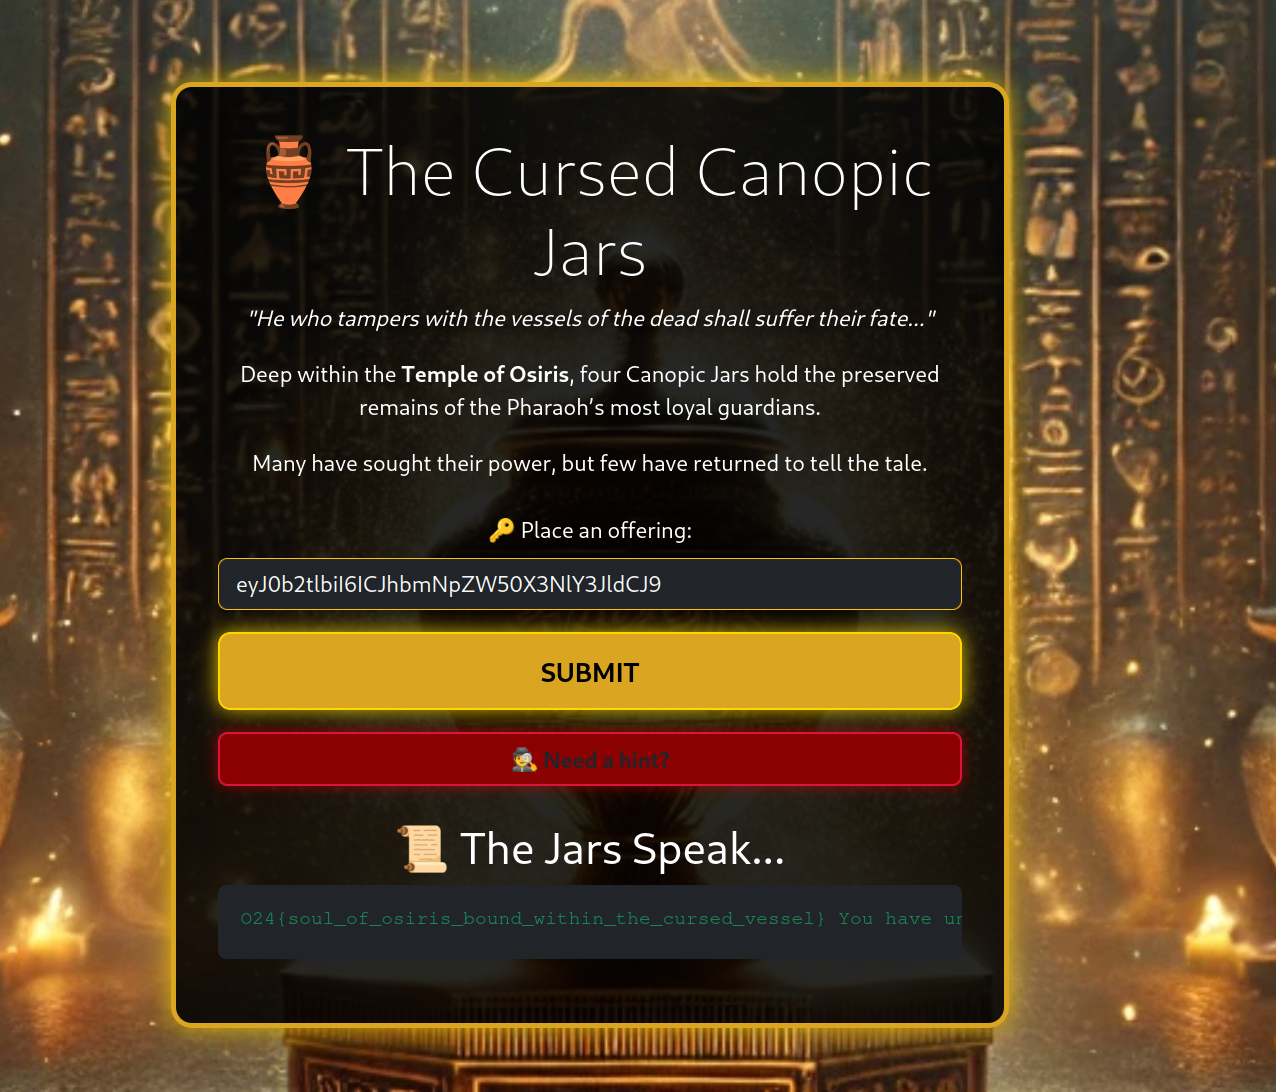 🏺 The Cursed Canopic
Jars
"He who tampers with the vessels of the dead shall suffer their fate..."
Deep within the Temple of Osiris, four Canopic Jars hold the preserved
remains of the Pharaoh’s most loyal guardians.
Many have sought their power, but few have returned to tell the tale.
🔑 Place an offering:
eyJ0b2tlbiI6ICJhbmNpZW50X3NlY3JldCJ9
SUBMIT
🕵️ Need a hint?
📜 The Jars Speak...
O24{soul_of_osiris_bound_within_the_cursed_vessel} You have